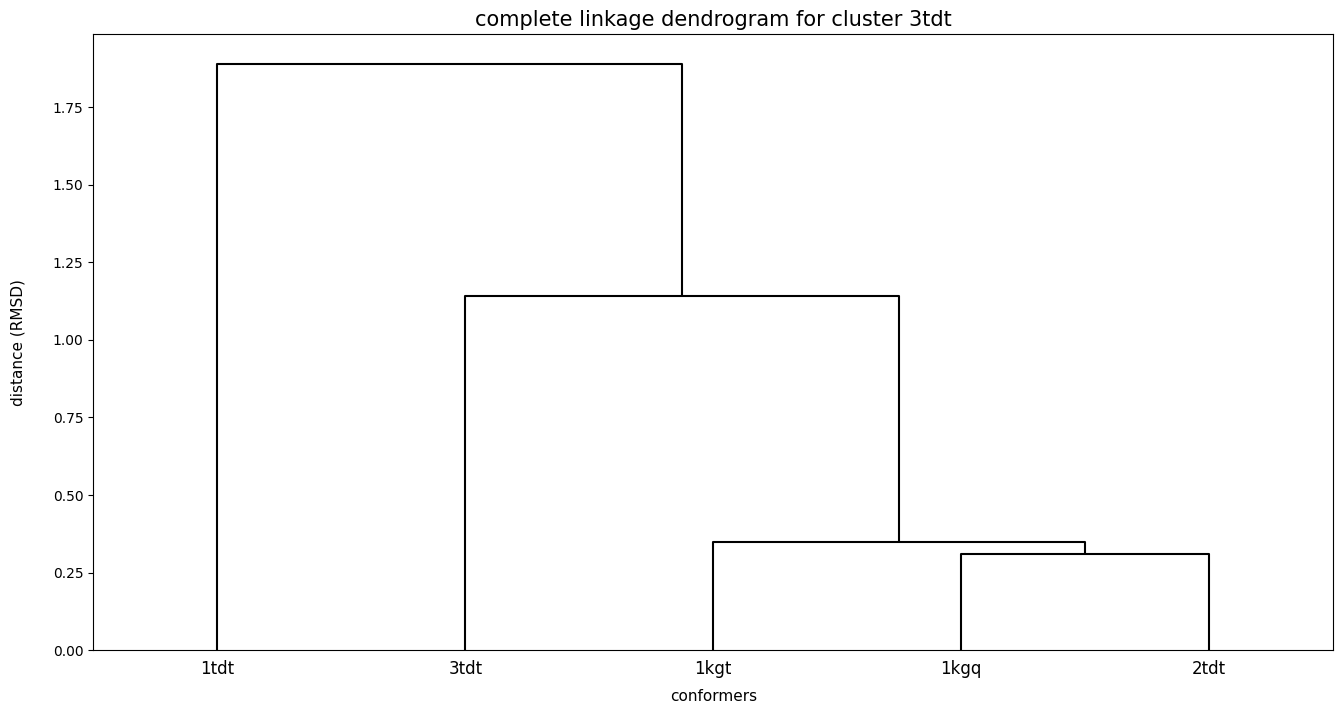 complete linkage dendrogram for cluster 3tdt
distance (RMSD)
1.75
1.50
1.25
1.00
0.75
0.50
0.25
0.00
1tdt 3tdt 1kgt 1kgq 2tdt
conformers